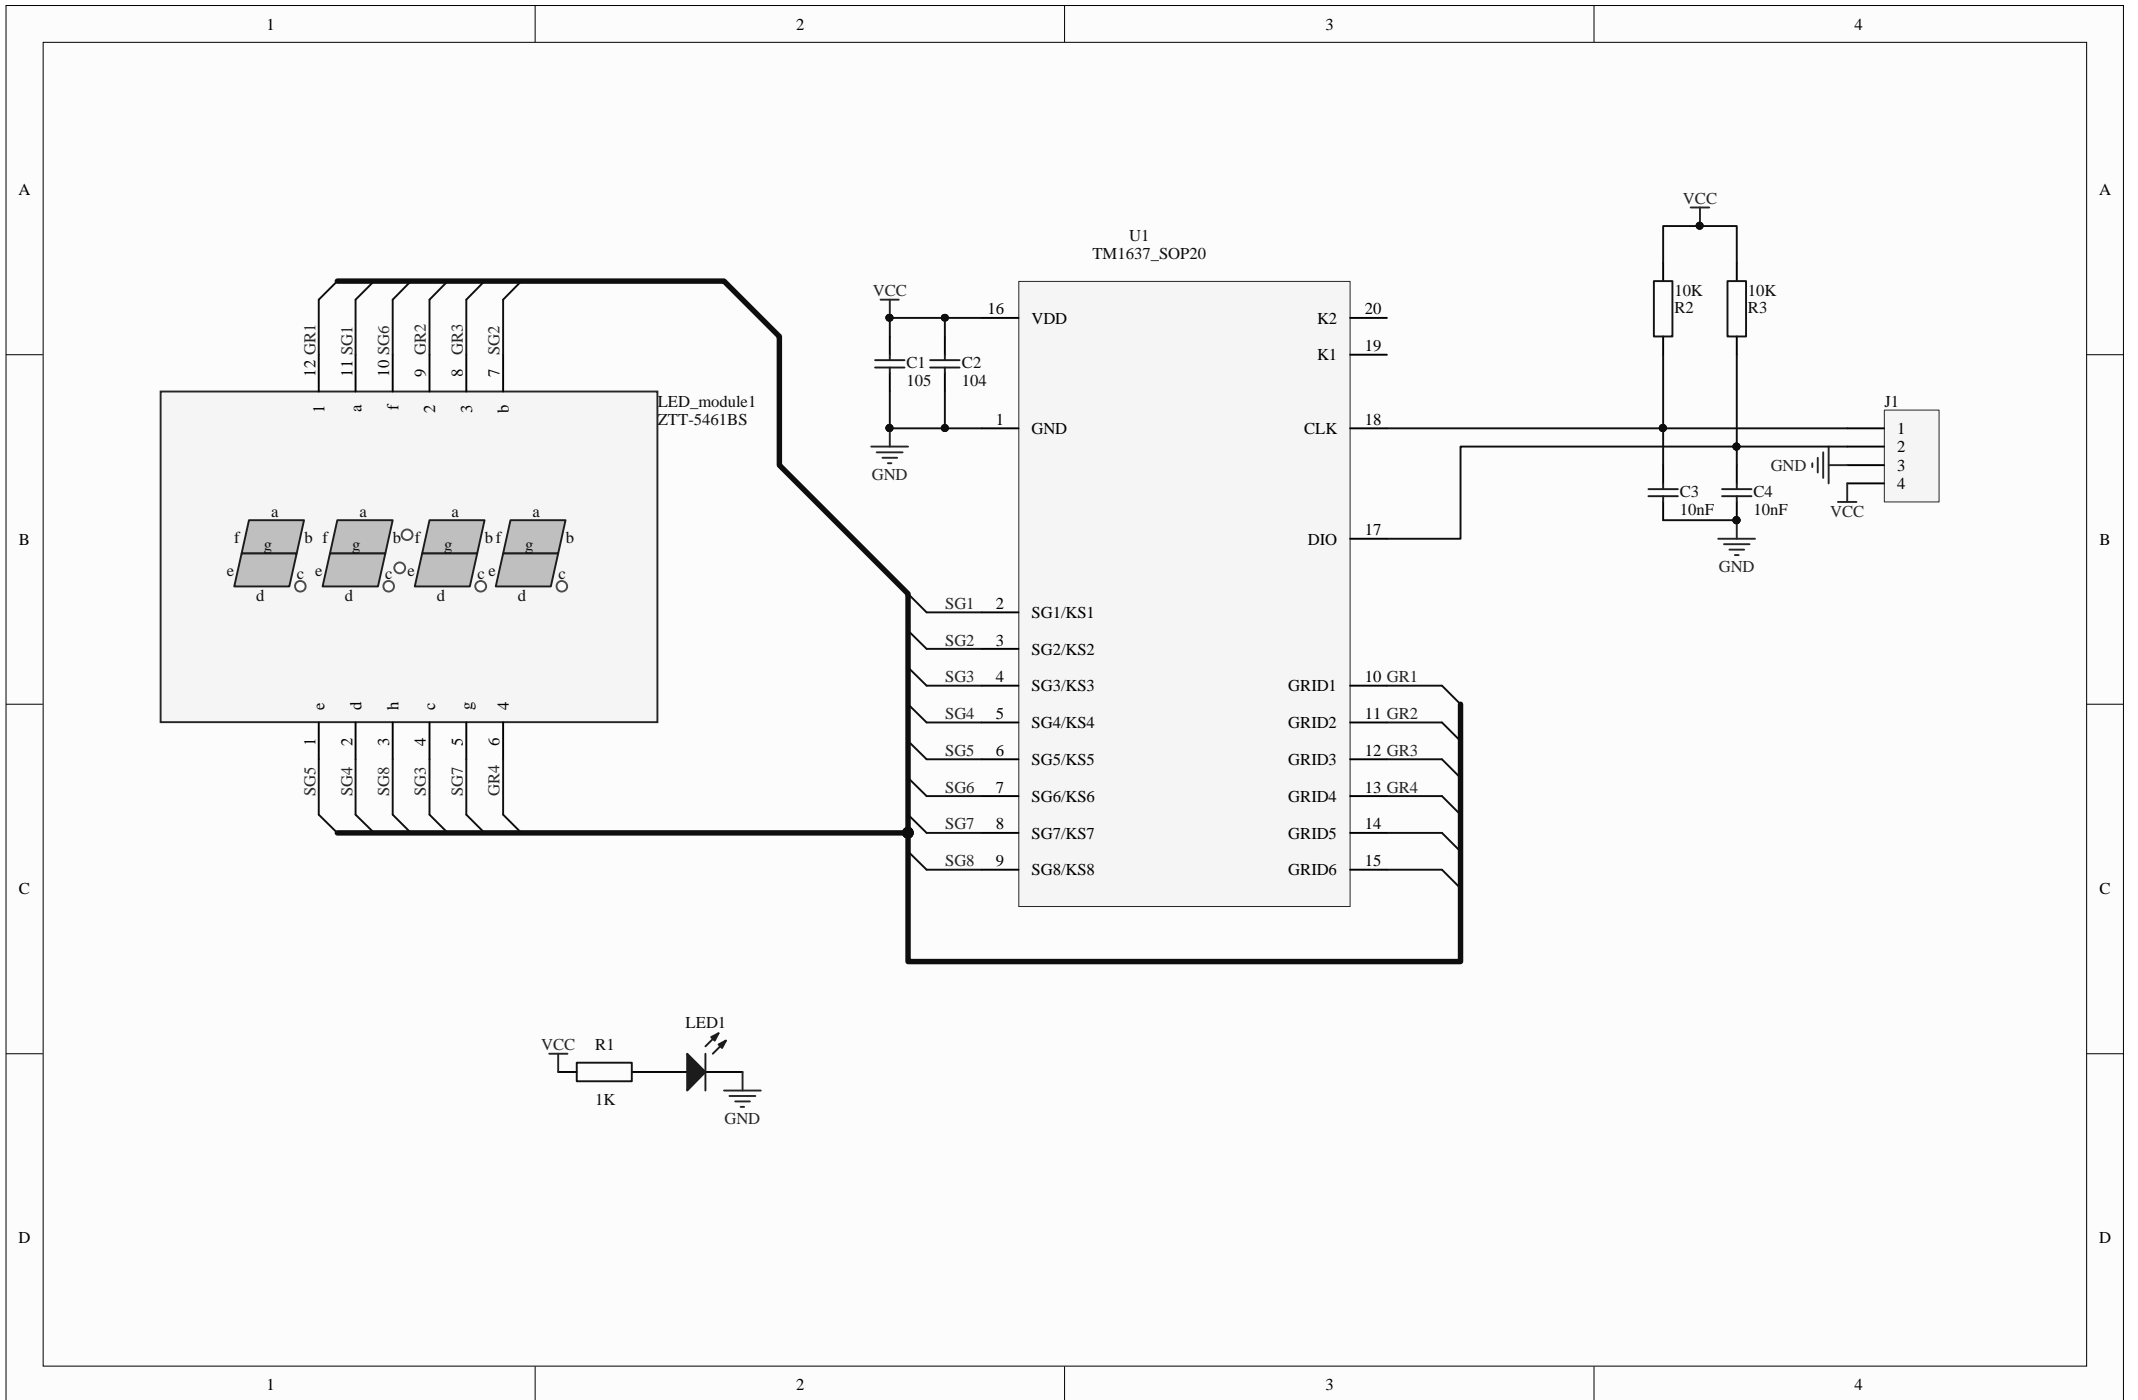 1 2 3 4
A A
VCC
U1
TM1637_SOP20
10K
R2
10K
R3
VCC
16 VDD
K2 20
K1 19
C1
105
C2
104
1 GND
CLK 18
GND
DIO 17
12 GR1
11 SG1
10 SG6
9 GR2
8 GR3
7 SG2
1 a f 2 3 b
LED_module1
ZTT-5461BS
J1
1
2
GND 3
4
VCC
C3
10nF
C4
10nF
GND
B B
a a a a
f b f b f b f b
g g g g
e c e c e c e c
d d d d
e d h c g 4
1 SG5
2 SG4
3 SG8
4 SG3
5 SG7
6 GR4
SG1 2 SG1/KS1
SG2 3 SG2/KS2
SG3 4 SG3/KS3
SG4 5 SG4/KS4
SG5 6 SG5/KS5
SG6 7 SG6/KS6
SG7 8 SG7/KS7
SG8 9 SG8/KS8
GRID1 10 GR1
GRID2 11 GR2
GRID3 12 GR3
GRID4 13 GR4
GRID5 14
GRID6 15
C C
LED1
VCC R1
1K
GND
D D
1 2 3 4